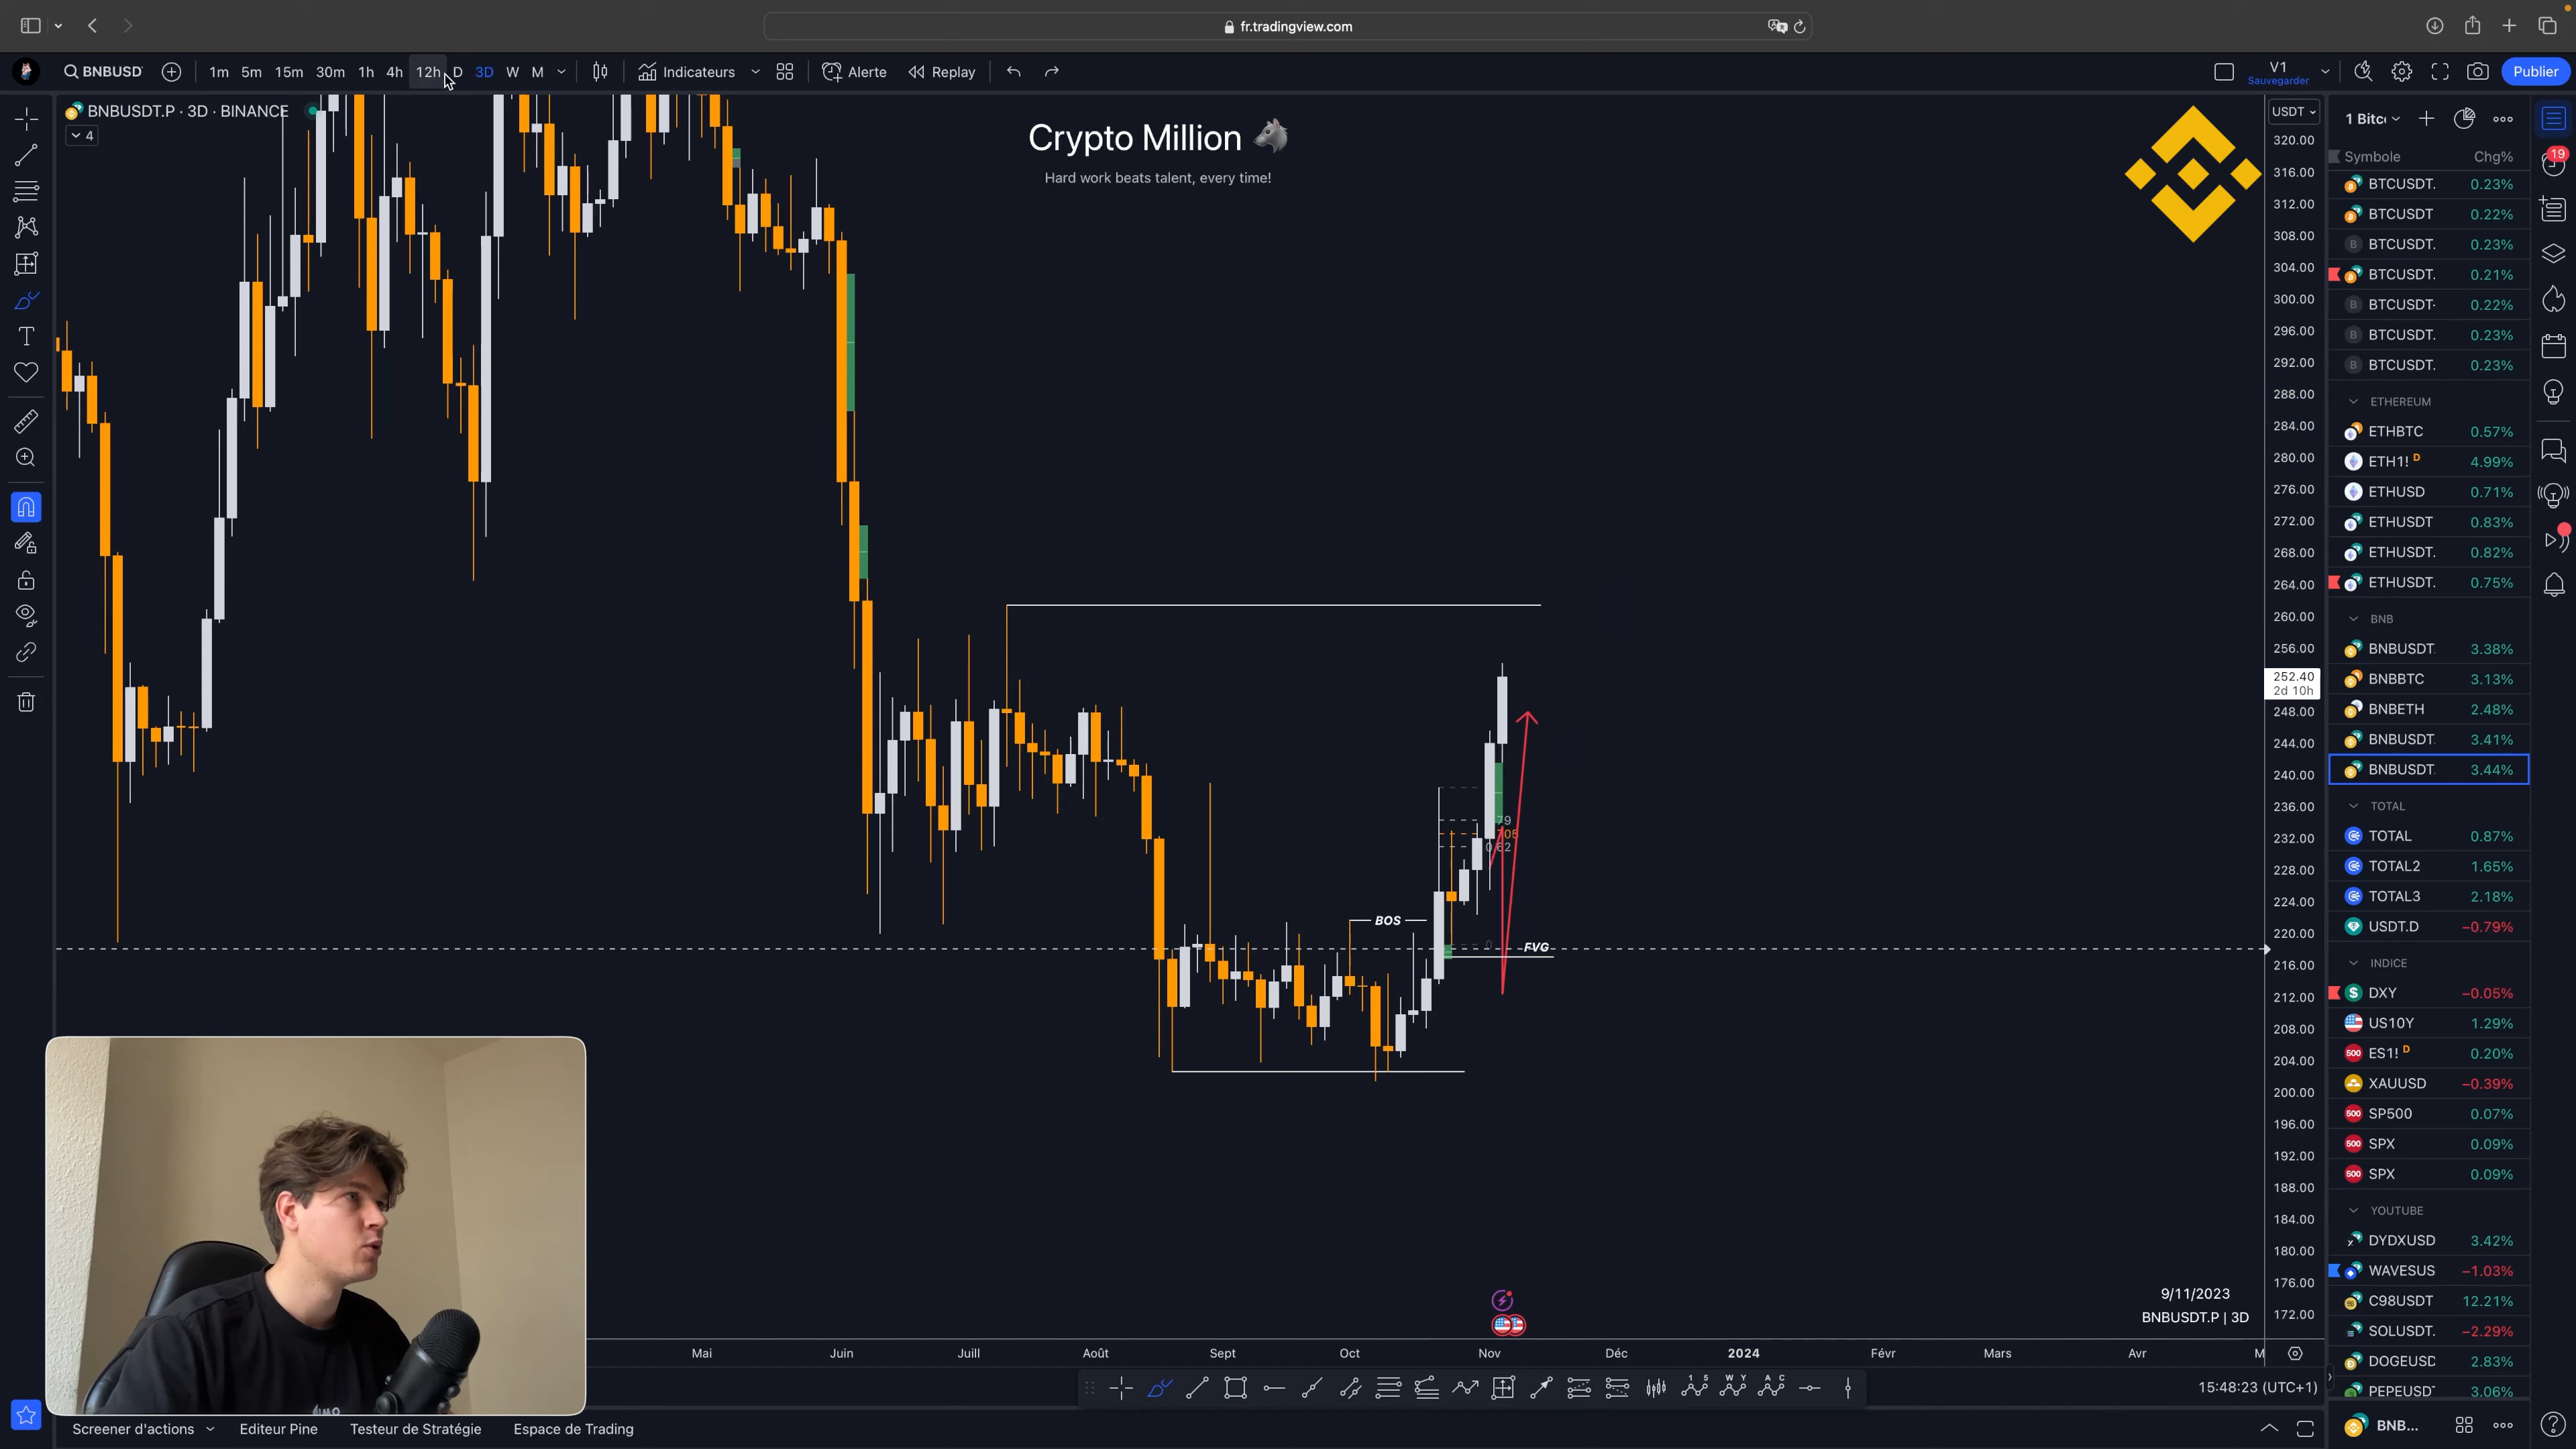 fr.tradingview.com
BNBUSD
1m 5m 15m 30m 1h 4h 12h D 3D W M
Indicateurs
Alerte
Replay
V1
Sauvegarder
Publier
BNBUSDT.P · 3D · BINANCE
4
Crypto Million
Hard work beats talent, every time!
USDT
320.00
316.00
312.00
308.00
304.00
300.00
296.00
292.00
288.00
284.00
280.00
276.00
272.00
268.00
264.00
260.00
256.00
252.40
2d 10h
248.00
244.00
240.00
236.00
232.00
228.00
224.00
220.00
216.00
212.00
208.00
204.00
200.00
196.00
192.00
188.00
184.00
180.00
176.00
172.00
79
705
0.62
BOS
0
FVG
9/11/2023
BNBUSDT.P | 3D
Mai Juin Juill Août Sept Oct Nov Déc 2024 Févr Mars Avr M
15:48:23 (UTC+1)
Screener d'actions
Editeur Pine
Testeur de Stratégie
Espace de Trading
1 Bitc
Symbole Chg%
BTCUSDT. 0.23%
BTCUSDT 0.22%
BTCUSDT. 0.23%
BTCUSDT. 0.21%
BTCUSDT- 0.22%
BTCUSDT. 0.23%
BTCUSDT. 0.23%
ETHEREUM
ETHBTC 0.57%
ETH1! D 4.99%
ETHUSD 0.71%
ETHUSDT 0.83%
ETHUSDT. 0.82%
ETHUSDT. 0.75%
BNB
BNBUSDT 3.38%
BNBBTC 3.13%
BNBETH 2.48%
BNBUSDT. 3.41%
BNBUSDT 3.44%
TOTAL
TOTAL 0.87%
TOTAL2 1.65%
TOTAL3 2.18%
USDT.D −0.79%
INDICE
DXY −0.05%
US10Y 1.29%
ES1! D 0.20%
XAUUSD −0.39%
SP500 0.07%
SPX 0.09%
SPX 0.09%
YOUTUBE
DYDXUSD 3.42%
WAVESUS −1.03%
C98USDT 12.21%
SOLUSDT. −2.29%
DOGEUSD 2.83%
PEPEUSDT 3.06%
BNB...
19